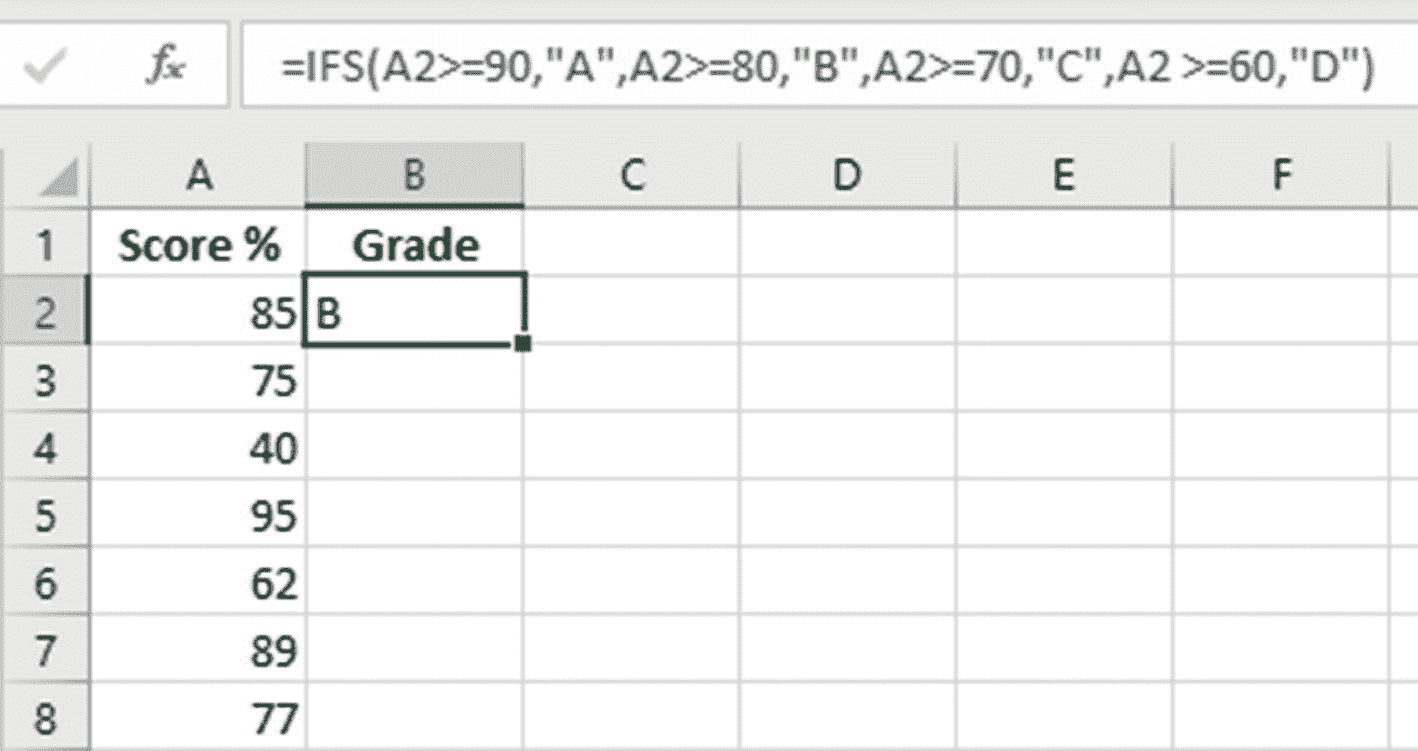 fx =IFS(A2>=90,"A",A2>=80,"B",A2>=70,"C",A2 >=60,"D")
A B C D E F
1 Score % Grade
2 85 B
3 75
4 40
5 95
6 62
7 89
8 77